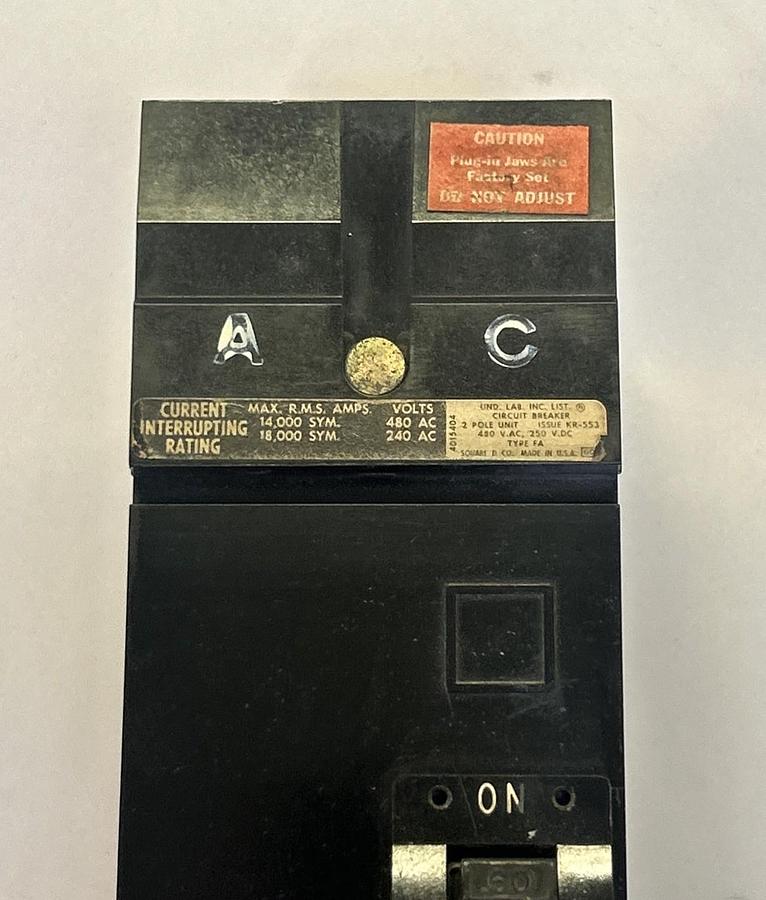 CAUTION
Plug-in Jaws Are
Factory Set
DO NOT ADJUST
A C
CURRENT
INTERRUPTING
RATING
MAX. R.M.S. AMPS. VOLTS
14,000 SYM. 480 AC
18,000 SYM. 240 AC
4015404
UND. LAB. INC. LIST. ®
CIRCUIT BREAKER
2 POLE UNIT ISSUE KR-553
480 V.AC, 250 V.DC
TYPE FA
SQUARE D CO. MADE IN U.S.A.
ON